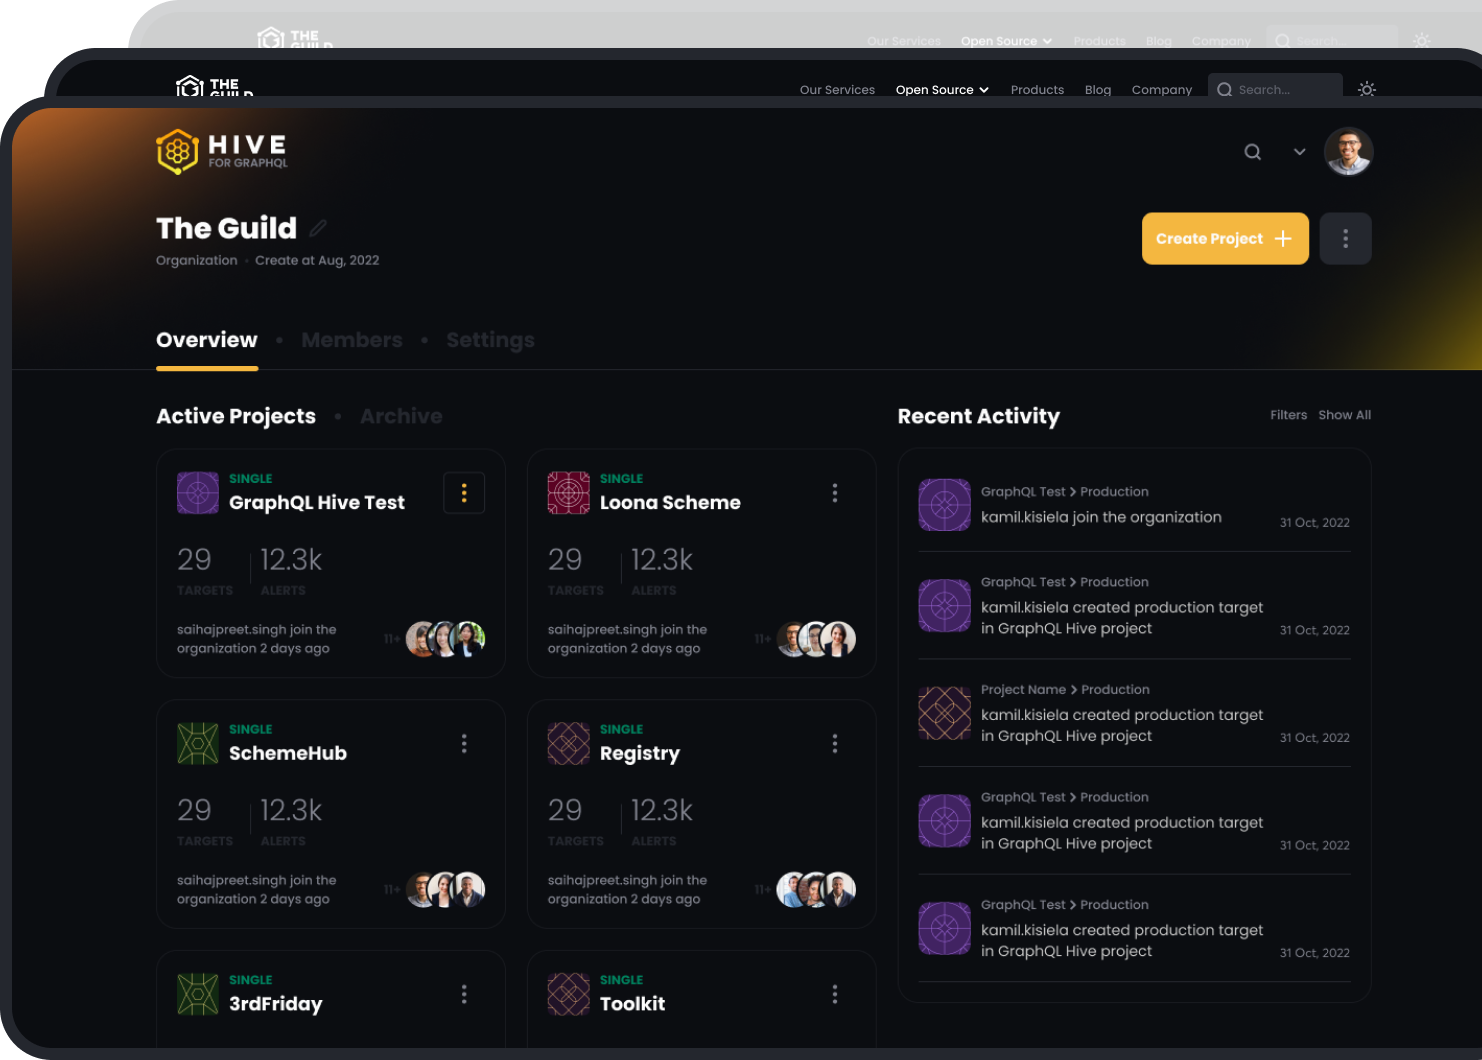 THE
GUILD
Our Services
Open Source
Products
Blog
Company
Search...
THE
GUILD
Our Services
Open Source
Products
Blog
Company
Search...
HIVE
FOR GRAPHQL
The Guild
Organization • Create at Aug, 2022
Create Project
Overview • Members • Settings
Active Projects • Archive
SINGLE
GraphQL Hive Test
29
12.3k
TARGETS
ALERTS
saihajpreet.singh join the
organization 2 days ago
11+
SINGLE
Loona Scheme
29
12.3k
TARGETS
ALERTS
saihajpreet.singh join the
organization 2 days ago
11+
SINGLE
SchemeHub
29
12.3k
TARGETS
ALERTS
saihajpreet.singh join the
organization 2 days ago
11+
SINGLE
Registry
29
12.3k
TARGETS
ALERTS
saihajpreet.singh join the
organization 2 days ago
11+
SINGLE
3rdFriday
SINGLE
Toolkit
Recent Activity
Filters
Show All
GraphQL Test > Production
kamil.kisiela join the organization
31 Oct, 2022
GraphQL Test > Production
kamil.kisiela created production target
in GraphQL Hive project
31 Oct, 2022
Project Name > Production
kamil.kisiela created production target
in GraphQL Hive project
31 Oct, 2022
GraphQL Test > Production
kamil.kisiela created production target
in GraphQL Hive project
31 Oct, 2022
GraphQL Test > Production
kamil.kisiela created production target
in GraphQL Hive project
31 Oct, 2022